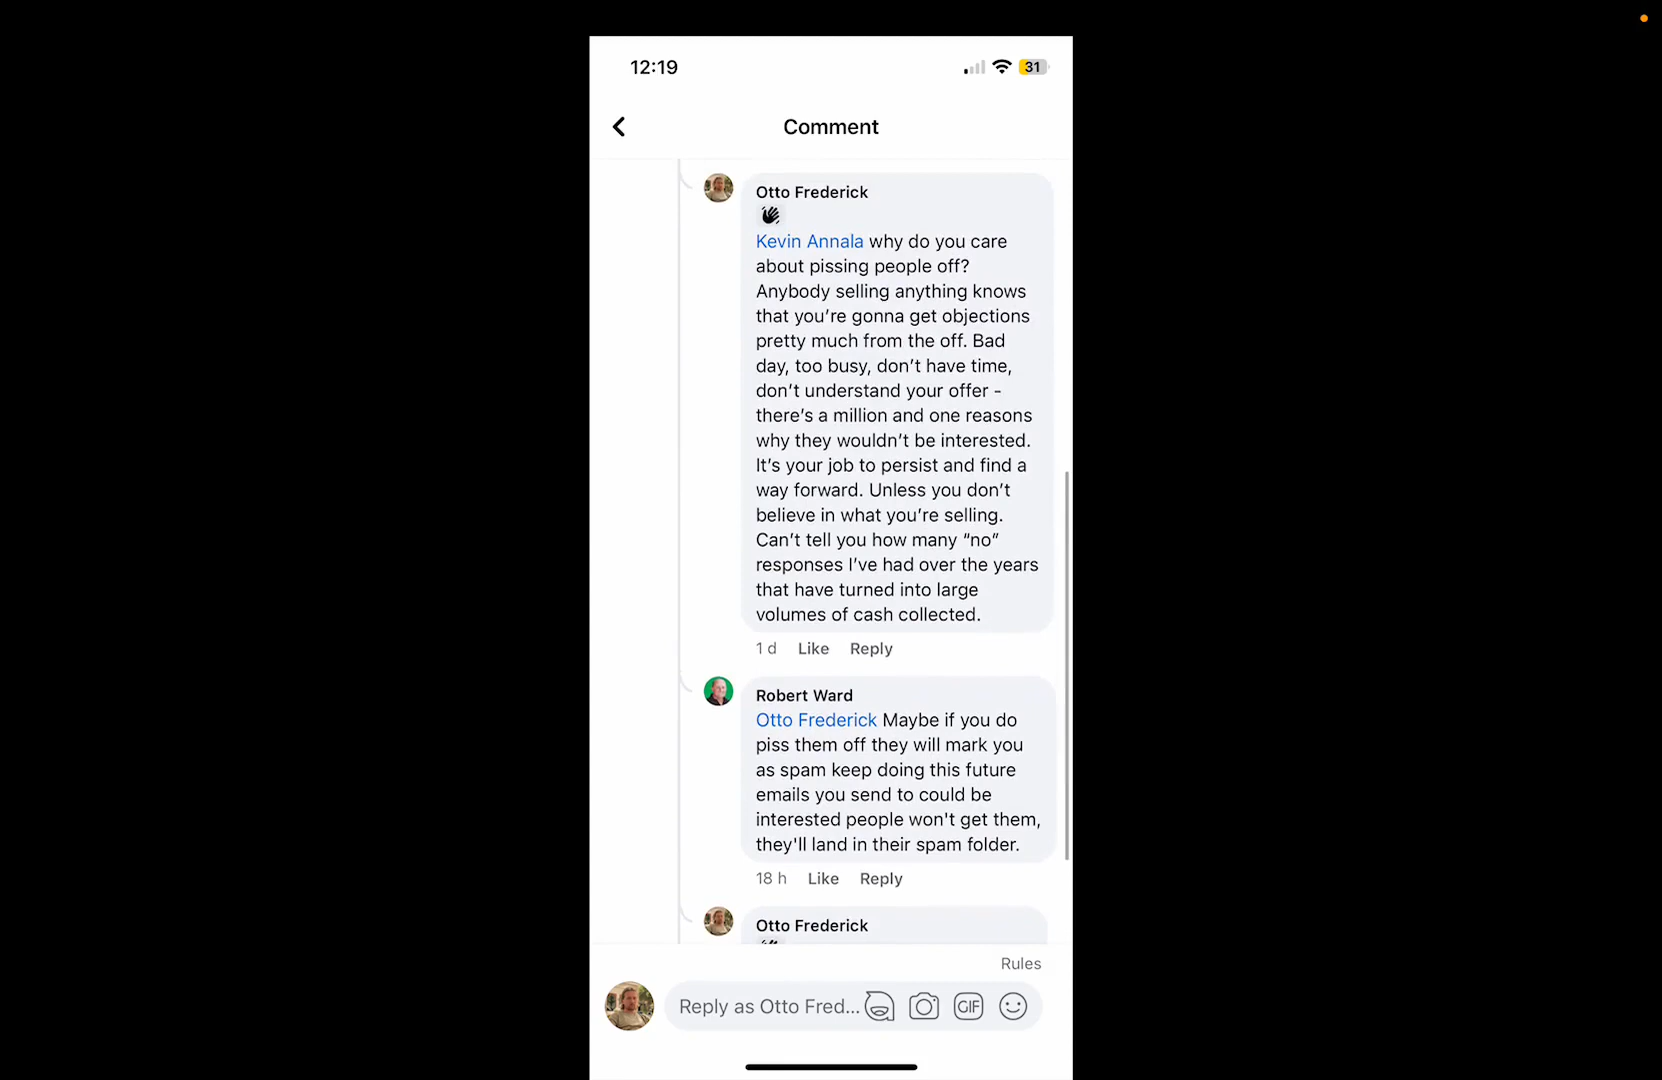 12:19
31
Comment
Otto Frederick
Kevin Annala why do you care
about pissing people off?
Anybody selling anything knows
that you’re gonna get objections
pretty much from the off. Bad
day, too busy, don’t have time,
don’t understand your offer -
there’s a million and one reasons
why they wouldn’t be interested.
It’s your job to persist and find a
way forward. Unless you don’t
believe in what you’re selling.
Can’t tell you how many “no”
responses I’ve had over the years
that have turned into large
volumes of cash collected.
1 d Like Reply
Robert Ward
Otto Frederick Maybe if you do
piss them off they will mark you
as spam keep doing this future
emails you send to could be
interested people won't get them,
they'll land in their spam folder.
18 h Like Reply
Otto Frederick
Rules
Reply as Otto Fred...
GIF